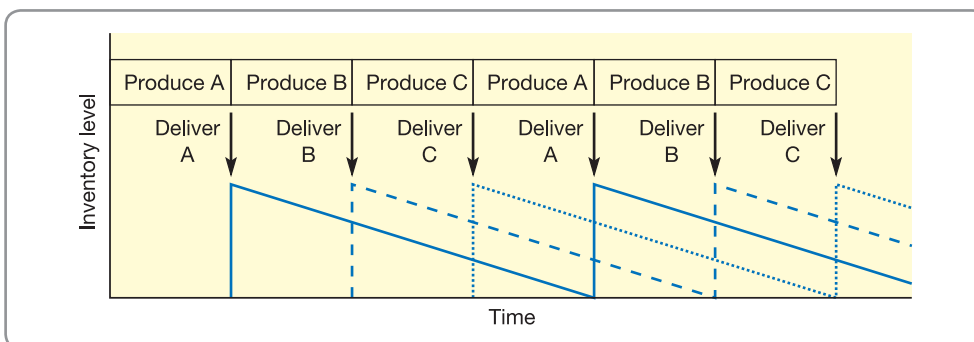 Produce A Produce B Produce C Produce A Produce B Produce C
Deliver A
Deliver B
Deliver C
Deliver A
Deliver B
Deliver C
Inventory level
Time